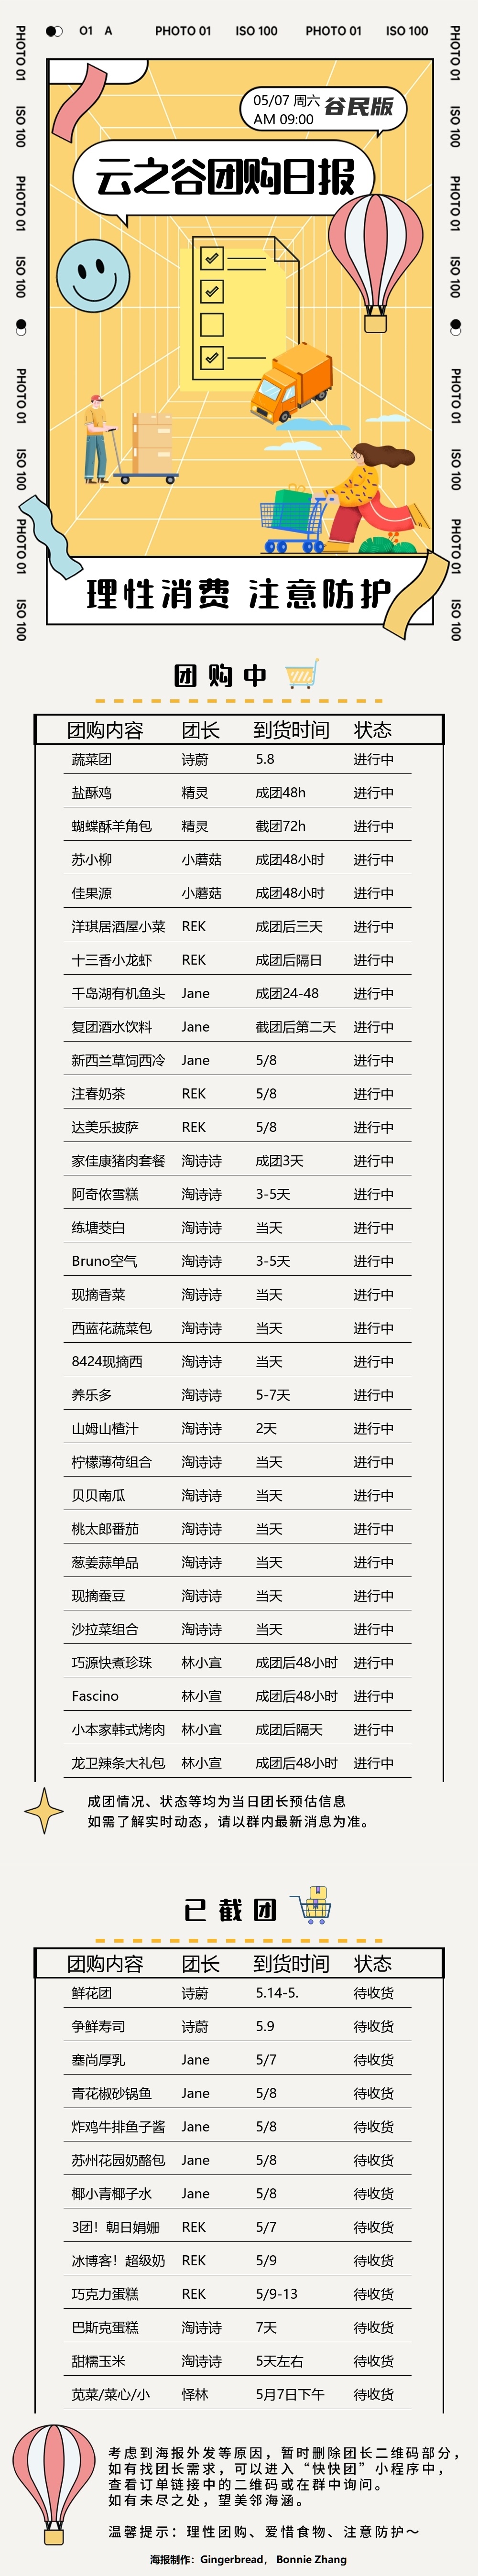 O1 A PHOTO 01 ISO 100 PHOTO 01 ISO 100
PHOTO 01
ISO 100
PHOTO 01
ISO 100
PHOTO 01
ISO 100
PHOTO 01
ISO 100
PHOTO 01
ISO 100
PHOTO 01
ISO 100
PHOTO 01
ISO 100
PHOTO 01
ISO 100
05/07 周六
AM 09:00
谷民版
云之谷团购日报
理性消费 注意防护
团购中
团购内容 团长 到货时间 状态
蔬菜团 诗蔚 5.8 进行中
盐酥鸡 精灵 成团48h 进行中
蝴蝶酥羊角包 精灵 截团72h 进行中
苏小柳 小蘑菇 成团48小时 进行中
佳果源 小蘑菇 成团48小时 进行中
洋琪居酒屋小菜 REK 成团后三天 进行中
十三香小龙虾 REK 成团后隔日 进行中
千岛湖有机鱼头 Jane 成团24-48 进行中
复团酒水饮料 Jane 截团后第二天 进行中
新西兰草饲西冷 Jane 5/8 进行中
注春奶茶 REK 5/8 进行中
达美乐披萨 REK 5/8 进行中
家佳康猪肉套餐 淘诗诗 成团3天 进行中
阿奇侬雪糕 淘诗诗 3-5天 进行中
练塘茭白 淘诗诗 当天 进行中
Bruno空气 淘诗诗 3-5天 进行中
现摘香菜 淘诗诗 当天 进行中
西蓝花蔬菜包 淘诗诗 当天 进行中
8424现摘西 淘诗诗 当天 进行中
养乐多 淘诗诗 5-7天 进行中
山姆山楂汁 淘诗诗 2天 进行中
柠檬薄荷组合 淘诗诗 当天 进行中
贝贝南瓜 淘诗诗 当天 进行中
桃太郎番茄 淘诗诗 当天 进行中
葱姜蒜单品 淘诗诗 当天 进行中
现摘蚕豆 淘诗诗 当天 进行中
沙拉菜组合 淘诗诗 当天 进行中
巧源快煮珍珠 林小宣 成团后48小时 进行中
Fascino 林小宣 成团后48小时 进行中
小本家韩式烤肉 林小宣 成团后隔天 进行中
龙卫辣条大礼包 林小宣 成团后48小时 进行中
成团情况、状态等均为当日团长预估信息
如需了解实时动态，请以群内最新消息为准。
已截团
团购内容 团长 到货时间 状态
鲜花团 诗蔚 5.14-5. 待收货
争鲜寿司 诗蔚 5.9 待收货
塞尚厚乳 Jane 5/7 待收货
青花椒砂锅鱼 Jane 5/8 待收货
炸鸡牛排鱼子酱 Jane 5/8 待收货
苏州花园奶酪包 Jane 5/8 待收货
椰小青椰子水 Jane 5/8 待收货
3团！朝日娟姗 REK 5/7 待收货
冰博客！超级奶 REK 5/9 待收货
巧克力蛋糕 REK 5/9-13 待收货
巴斯克蛋糕 淘诗诗 7天 待收货
甜糯玉米 淘诗诗 5天左右 待收货
苋菜/菜心/小 怿林 5月7日下午 待收货
考虑到海报外发等原因，暂时删除团长二维码部分，
如有找团长需求，可以进入“快快团”小程序中，
查看订单链接中的二维码或在群中询问。
如有未尽之处，望美邻海涵。
温馨提示：理性团购、爱惜食物、注意防护～
海报制作：Gingerbread， Bonnie Zhang